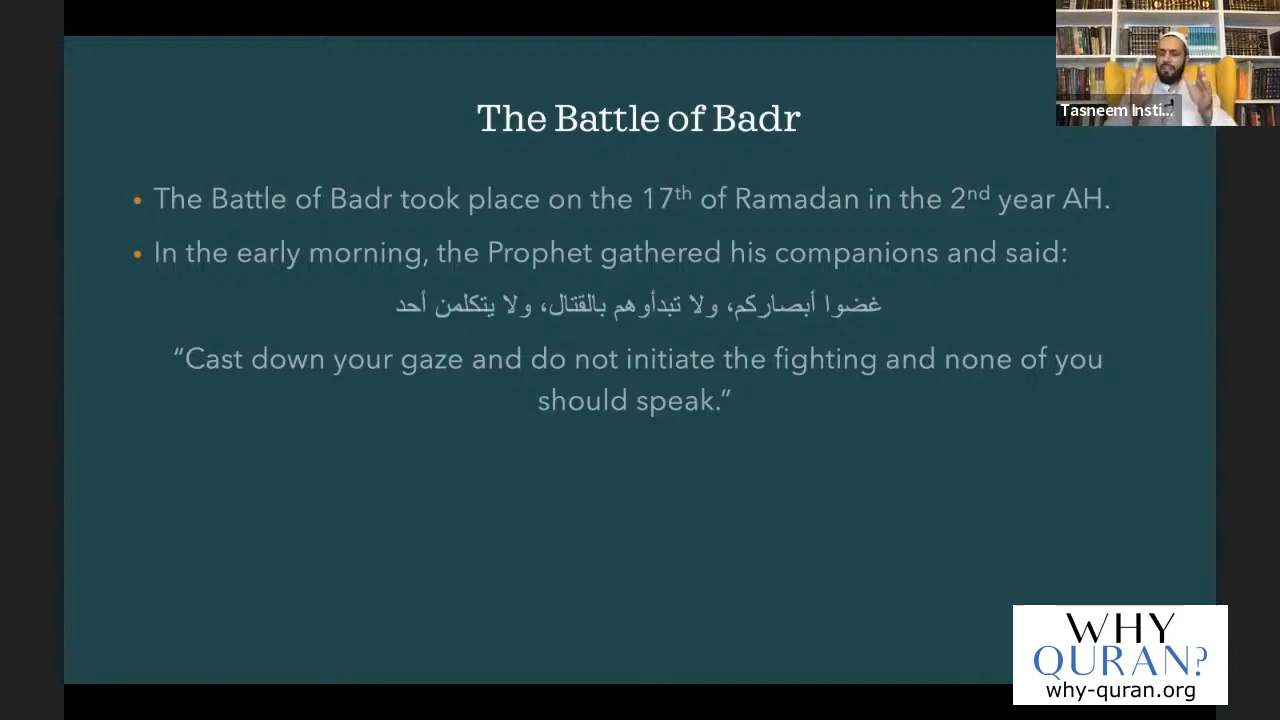 The Battle of Badr
Tasneem Insti...
• The Battle of Badr took place on the 17th of Ramadan in the 2nd year AH.
• In the early morning, the Prophet gathered his companions and said:
غضوا أبصاركم، ولا تبدأوهم بالقتال، ولا يتكلمن أحد
“Cast down your gaze and do not initiate the fighting and none of you
should speak.”
WHY
QURAN?
why-quran.org